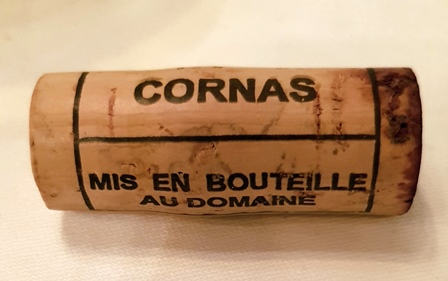 CORNAS
MIS EN BOUTEILLE
AU DOMAINE